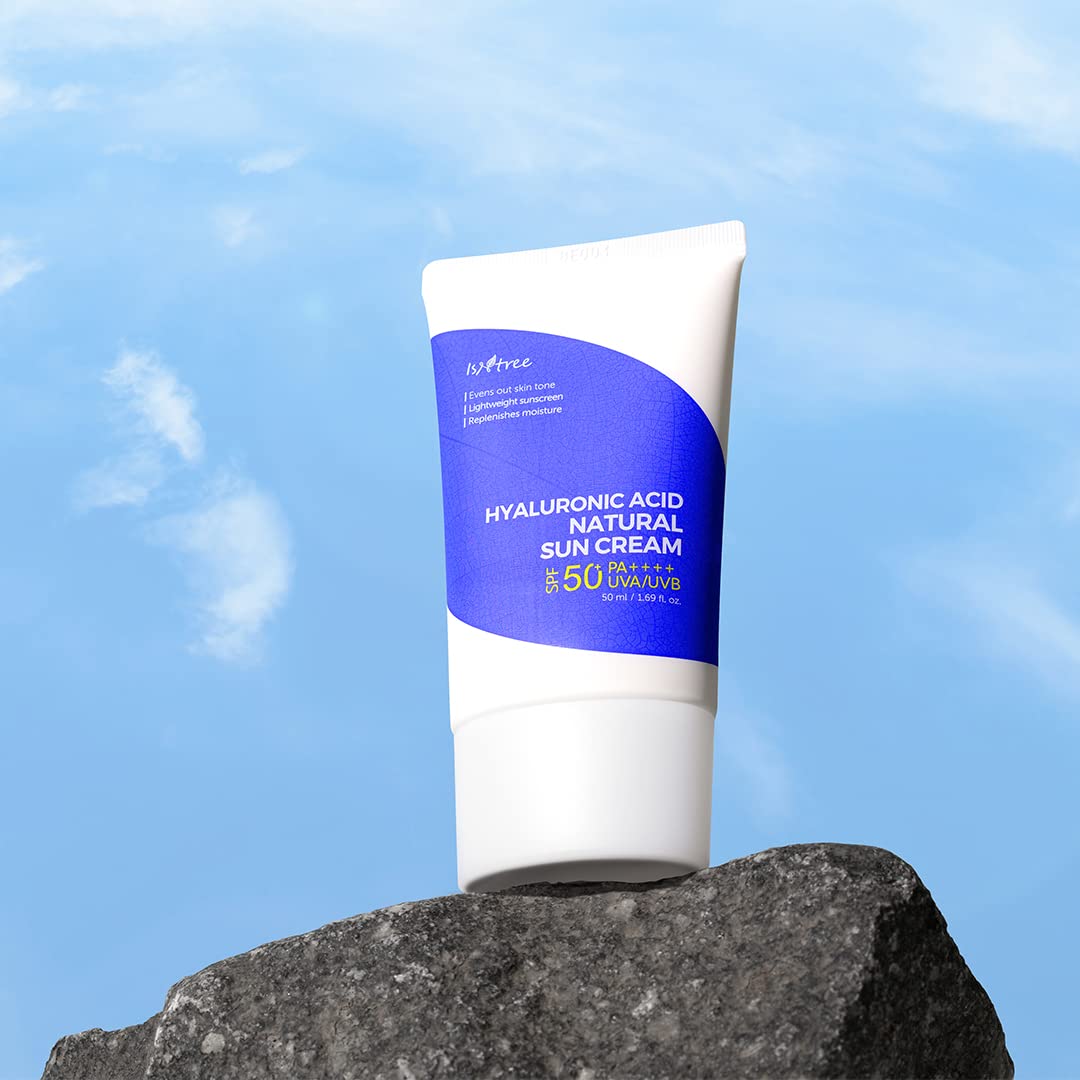 Isntree
Evens out skin tone
Lightweight sunscreen
Replenishes moisture
HYALURONIC ACID
NATURAL
SUN CREAM
SPF 50+ PA++++
UVA/UVB
50 ml / 1.69 fl. oz.